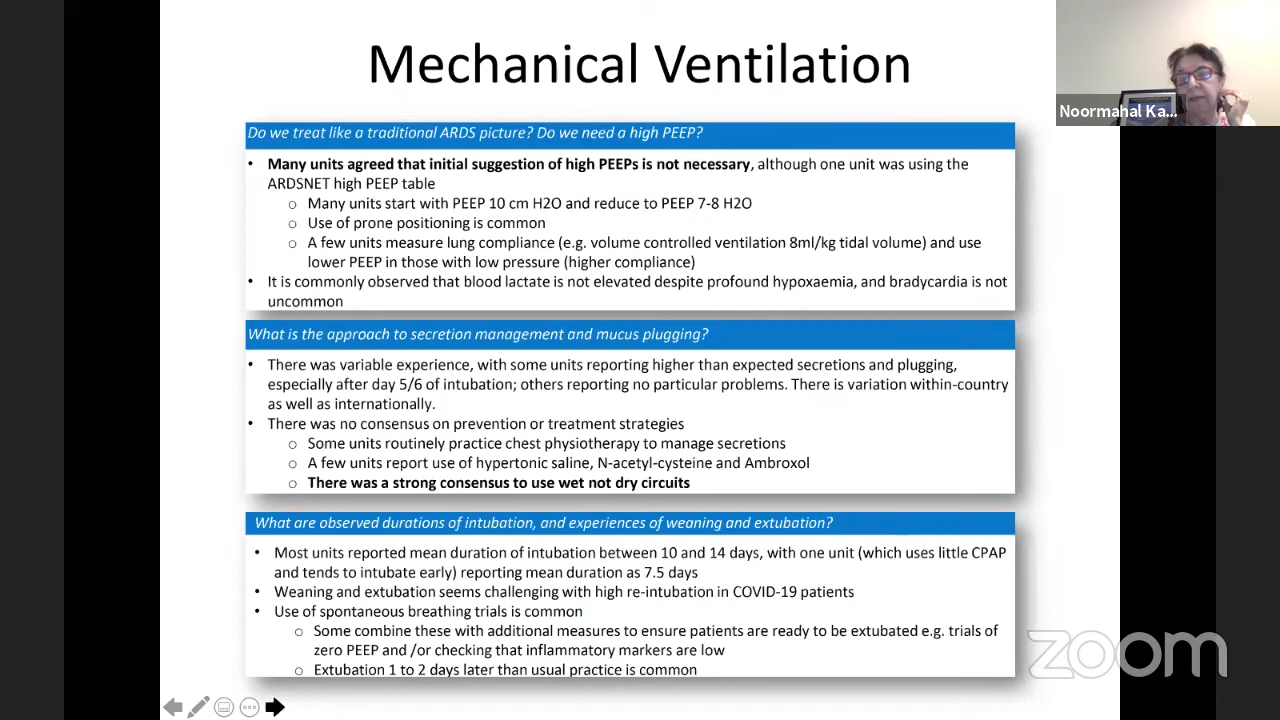 Mechanical Ventilation
Noormahal Ka...
Do we treat like a traditional ARDS picture? Do we need a high PEEP?
• Many units agreed that initial suggestion of high PEEPs is not necessary, although one unit was using the
ARDSNET high PEEP table
o Many units start with PEEP 10 cm H2O and reduce to PEEP 7-8 H2O
o Use of prone positioning is common
o A few units measure lung compliance (e.g. volume controlled ventilation 8ml/kg tidal volume) and use
lower PEEP in those with low pressure (higher compliance)
• It is commonly observed that blood lactate is not elevated despite profound hypoxaemia, and bradycardia is not
uncommon
What is the approach to secretion management and mucus plugging?
• There was variable experience, with some units reporting higher than expected secretions and plugging,
especially after day 5/6 of intubation; others reporting no particular problems. There is variation within-country
as well as internationally.
• There was no consensus on prevention or treatment strategies
o Some units routinely practice chest physiotherapy to manage secretions
o A few units report use of hypertonic saline, N-acetyl-cysteine and Ambroxol
o There was a strong consensus to use wet not dry circuits
What are observed durations of intubation, and experiences of weaning and extubation?
• Most units reported mean duration of intubation between 10 and 14 days, with one unit (which uses little CPAP
and tends to intubate early) reporting mean duration as 7.5 days
• Weaning and extubation seems challenging with high re-intubation in COVID-19 patients
• Use of spontaneous breathing trials is common
o Some combine these with additional measures to ensure patients are ready to be extubated e.g. trials of
zero PEEP and /or checking that inflammatory markers are low
o Extubation 1 to 2 days later than usual practice is common
zoom